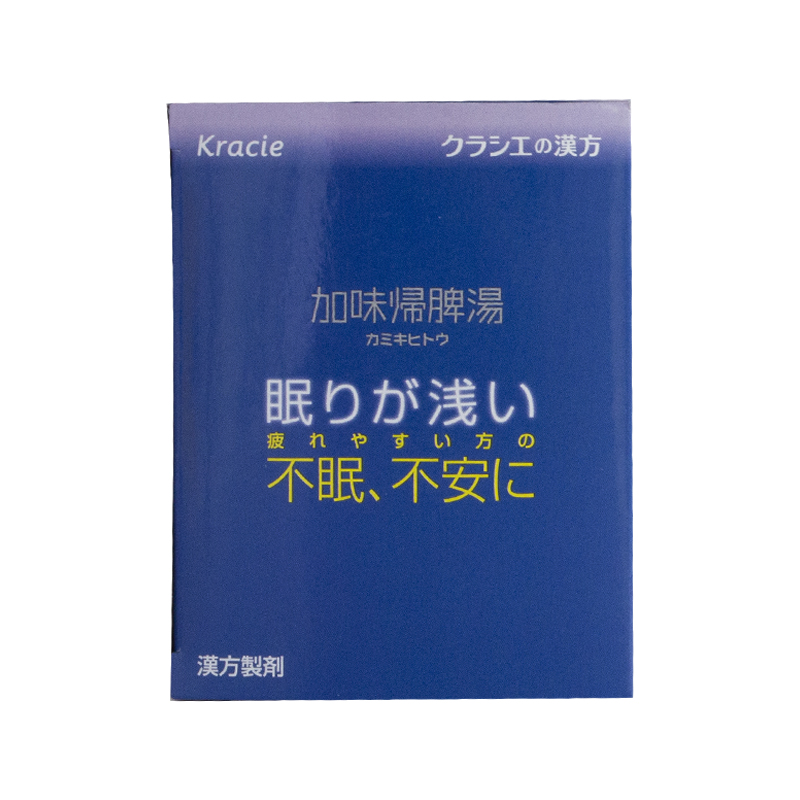 Kracie
クラシエの漢方
加味帰脾湯
カミキヒトウ
眠りが浅い
疲れやすい方の
不眠、不安に
漢方製剤